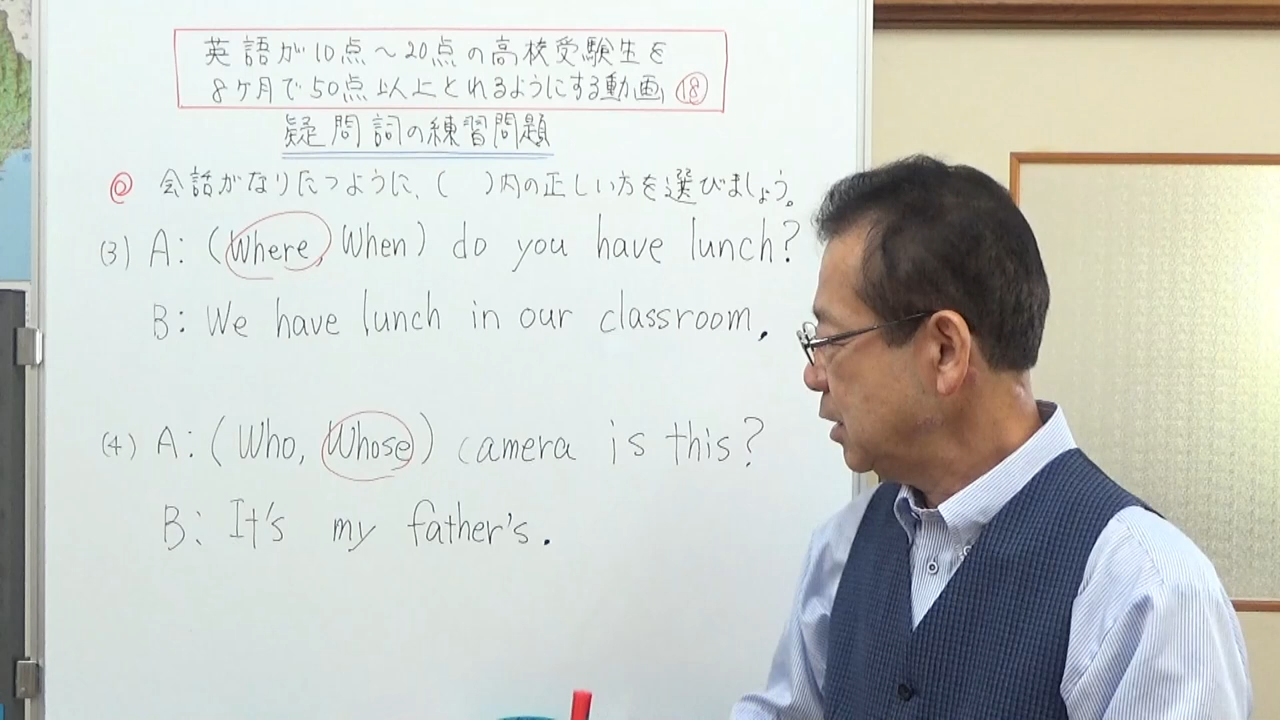 英語が10点～20点の高校受験生を
8ヶ月で50点以上とれるようにする動画 ⑱
疑問詞の練習問題
◎ 会話がなりたつように、( )内の正しい方を選びましょう。
(3) A: (Where, When) do you have lunch?
B: We have lunch in our classroom.
(4) A: (Who, Whose) camera is this?
B: It's my father's.